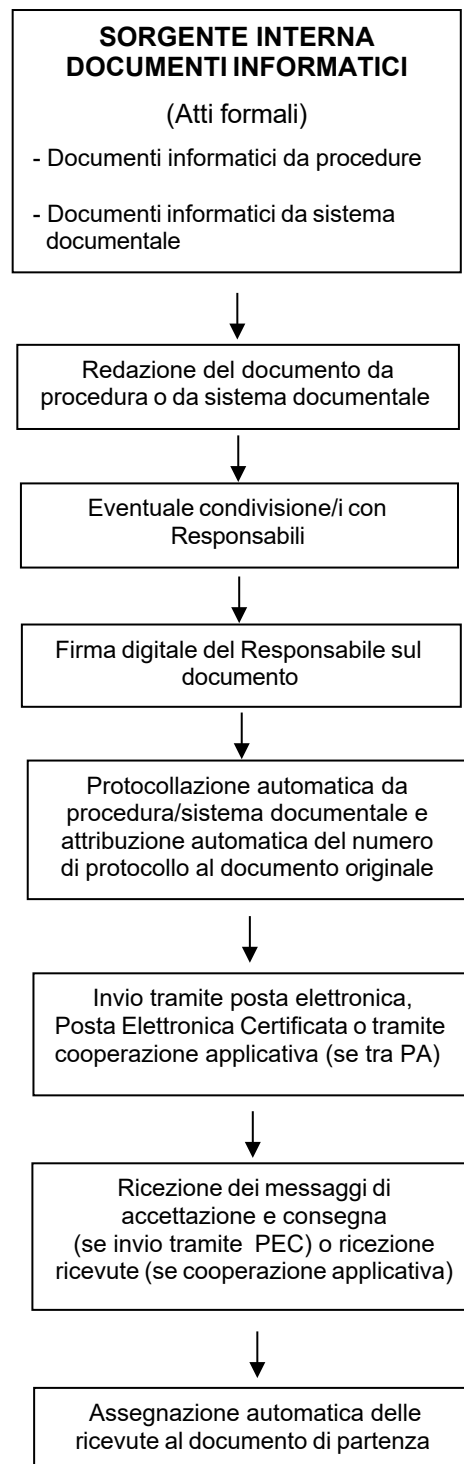 SORGENTE INTERNA
DOCUMENTI INFORMATICI
(Atti formali)
- Documenti informatici da procedure
- Documenti informatici da sistema
documentale
Redazione del documento da
procedura o da sistema documentale
Eventuale condivisione/i con
Responsabili
Firma digitale del Responsabile sul
documento
Protocollazione automatica da
procedura/sistema documentale e
attribuzione automatica del numero
di protocollo al documento originale
Invio tramite posta elettronica,
Posta Elettronica Certificata o tramite
cooperazione applicativa (se tra PA)
Ricezione dei messaggi di
accettazione e consegna
(se invio tramite PEC) o ricezione
ricevute (se cooperazione applicativa)
Assegnazione automatica delle
ricevute al documento di partenza